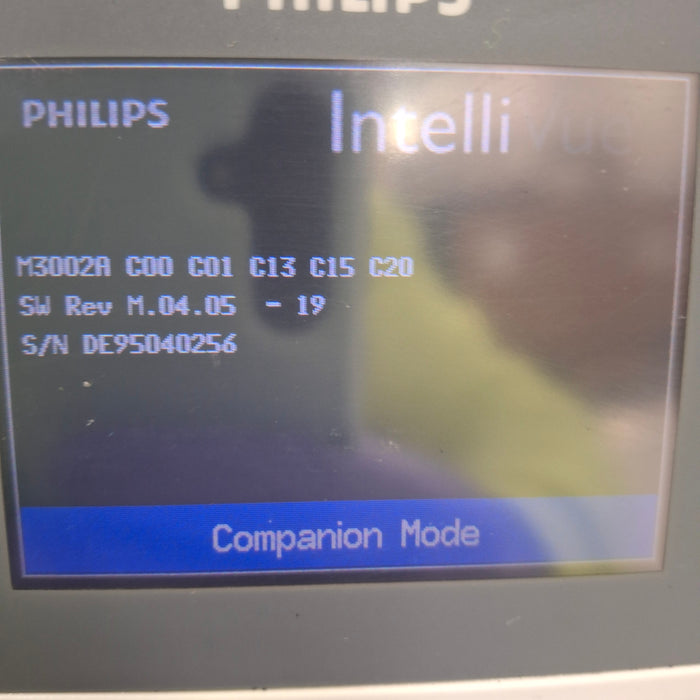 PHILIPS
PHILIPS
IntelliVue
M3002A C00 C01 C13 C15 C20
SW Rev M.04.05 - 19
S/N DE95040256
Companion Mode